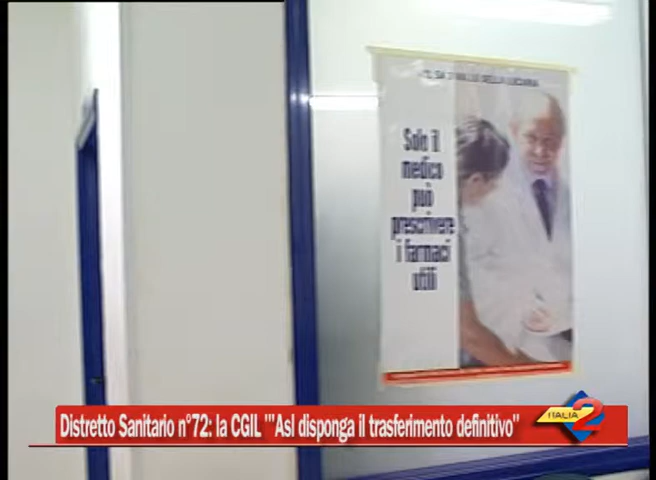 Solo il
medico
può
prescrivere
i farmaci
utili
Distretto Sanitario n°72: la CGIL '"Asl disponga il trasferimento definitivo"
ITALIA 2